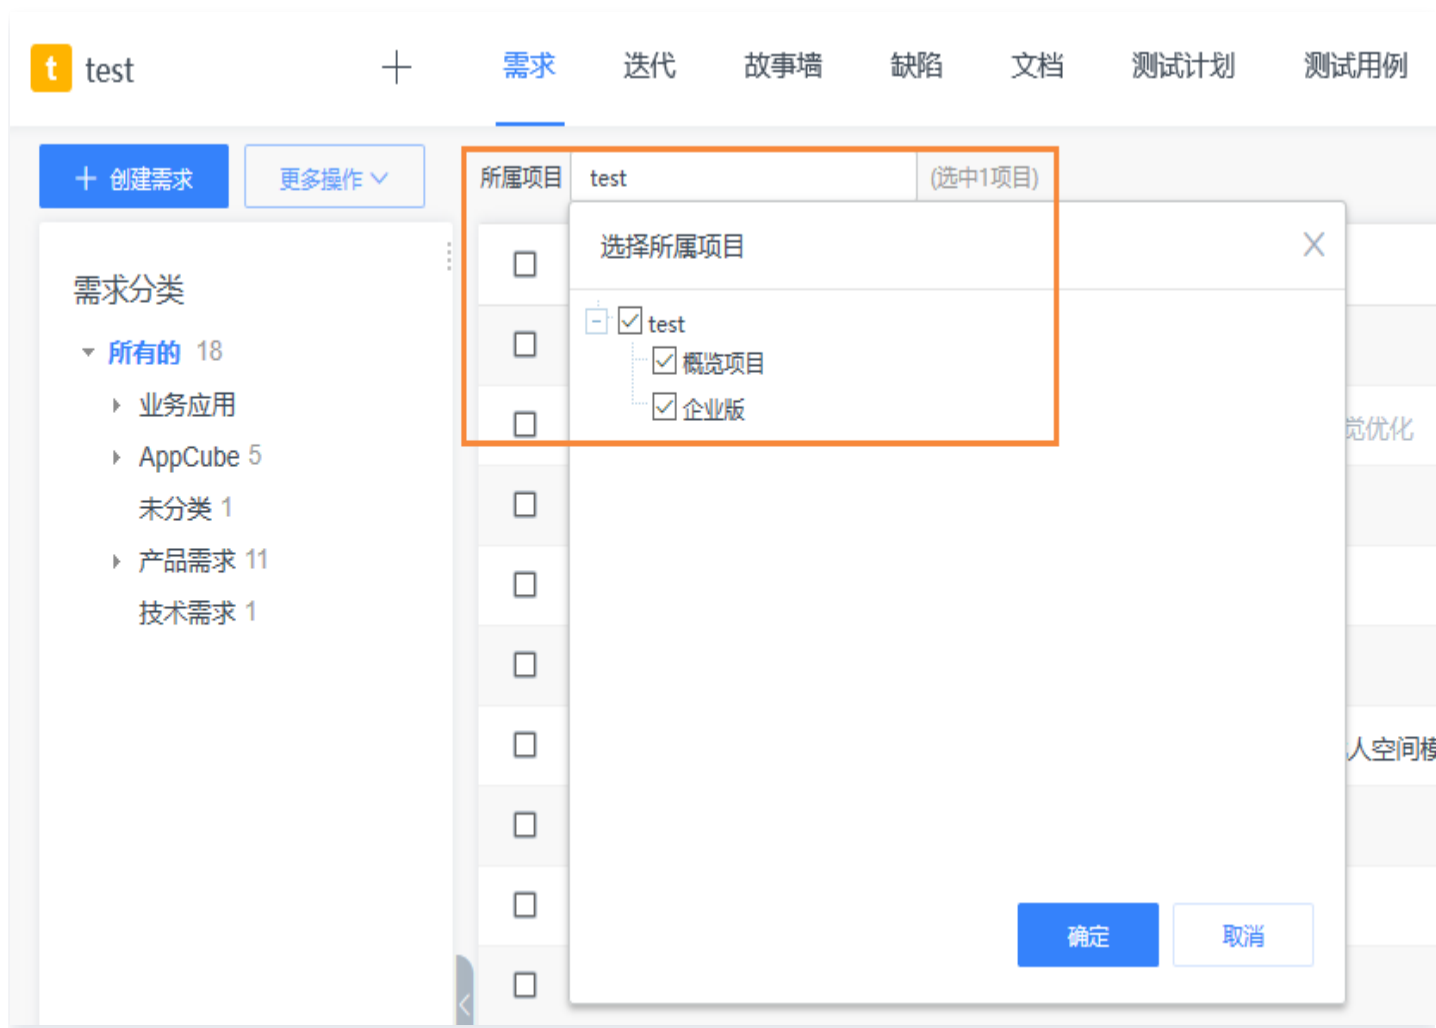 t test
需求 迭代 故事墙 缺陷 文档 测试计划 测试用例
创建需求 更多操作
所属项目 test (选中1项目)
选择所属项目
需求分类
test
所有的 18
概览项目
业务应用
企业版
觉优化
AppCube 5
未分类 1
产品需求 11
技术需求 1
人空间模
确定 取消